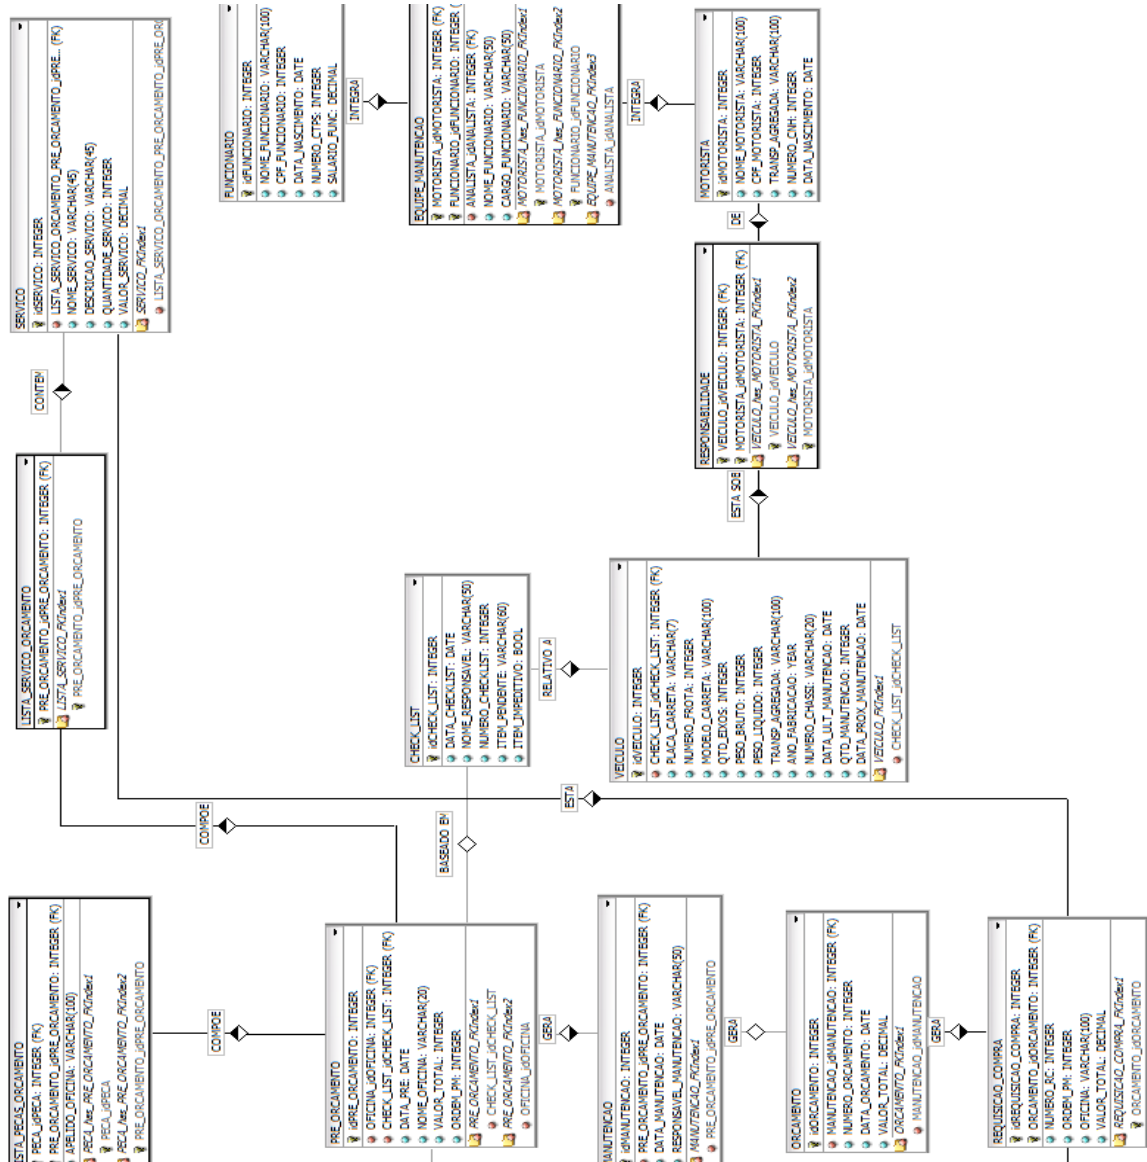 SERVICO
idSERVICO: INTEGER
LISTA_SERVICO_ORCAMENTO_PRE_ORCAMENTO_idPRE... (FK)
NOME_SERVICO: VARCHAR(45)
DESCRICAO_SERVICO: VARCHAR(45)
QUANTIDADE_SERVICO: INTEGER
VALOR_SERVICO: DECIMAL
SERVICO_FKIndex1
LISTA_SERVICO_ORCAMENTO_PRE_ORC
CONTEM
LISTA_SERVICO_ORCAMENTO
PRE_ORCAMENTO_idPRE_ORCAMENTO: INTEGER (FK)
LISTA_SERVICO_FKIndex1
PRE_ORCAMENTO_idPRE_ORCAMENTO
COMPOE
FUNCIONARIO
idFUNCIONARIO: INTEGER
NOME_FUNCIONARIO: VARCHAR(100)
CPF_FUNCIONARIO: INTEGER
DATA_NASCIMENTO: DATE
NUMERO_CTPS: INTEGER
SALARIO_FUNC: DECIMAL
INTEGRA
EQUIPE_MANUTENCAO
MOTORISTA_idMOTORISTA: INTEGER (FK)
FUNCIONARIO_idFUNCIONARIO: INTEGER (
ANALISTA_idANALISTA: INTEGER (FK)
NOME_FUNCIONARIO: VARCHAR(50)
CARGO_FUNCIONARIO: VARCHAR(50)
MOTORISTA_has_FUNCIONARIO_FKIndex1
MOTORISTA_idMOTORISTA
MOTORISTA_has_FUNCIONARIO_FKIndex2
FUNCIONARIO_idFUNCIONARIO
EQUIPE_MANUTENCAO_FKIndex3
ANALISTA_idANALISTA
INTEGRA
MOTORISTA
idMOTORISTA: INTEGER
NOME_MOTORISTA: VARCHAR(100)
CPF_MOTORIST: INTEGER
TRANSP_AGREGADA: VARCHAR(100)
NUMERO_CNH: INTEGER
DATA_NASCIMENTO: DATE
DE
RESPONSABILIDADE
VEICULO_idVEICULO: INTEGER (FK)
MOTORISTA_idMOTORISTA: INTEGER (FK)
VEICULO_has_MOTORISTA_FKIndex1
VEICULO_idVEICULO
VEICULO_has_MOTORISTA_FKIndex2
MOTORISTA_idMOTORISTA
ESTA SOB
CHECK_LIST
idCHECK_LIST: INTEGER
DATA_CHECKLIST: DATE
NOME_RESPONSAVEL: VARCHAR(50)
NUMERO_CHECKLIST: INTEGER
ITEM_PENDENTE: VARCHAR(60)
ITEM_IMPEDITIVO: BOOL
RELATIVO A
VEICULO
idVEICULO: INTEGER
CHECK_LIST_idCHECK_LIST: INTEGER (FK)
PLACA_CARRETA: VARCHAR(7)
NUMERO_FROTA: INTEGER
MODELO_CARRETA: VARCHAR(100)
QTD_EIXOS: INTEGER
PESO_BRUTO: INTEGER
PESO_LIQUIDO: INTEGER
TRANSP_AGREGADA: VARCHAR(100)
ANO_FABRICACAO: YEAR
NUMERO_CHASSI: VARCHAR(20)
DATA_ULT_MANUTENCAO: DATE
QTD_MANUTENCAO: INTEGER
DATA_PROX_MANUTENCAO: DATE
VEICULO_FKIndex1
CHECK_LIST_idCHECK_LIST
ESTA
BASEADO EM
ISTA_PECAS_ORCAMENTO
PECA_idPECA: INTEGER (FK)
PRE_ORCAMENTO_idPRE_ORCAMENTO: INTEGER (FK)
APELIDO_OFICINA: VARCHAR(100)
PECA_has_PRE_ORCAMENTO_FKIndex1
PECA_idPECA
PECA_has_PRE_ORCAMENTO_FKIndex2
PRE_ORCAMENTO_idPRE_ORCAMENTO
COMPOE
PRE_ORCAMENTO
idPRE_ORCAMENTO: INTEGER
OFICINA_idOFICINA: INTEGER (FK)
CHECK_LIST_idCHECK_LIST: INTEGER (FK)
DATA_PRE: DATE
NOME_OFICINA: VARCHAR(20)
VALOR_TOTAL: INTEGER
ORDEM_PM: INTEGER
PRE_ORCAMENTO_FKIndex1
CHECK_LIST_idCHECK_LIST
PRE_ORCAMENTO_FKIndex2
OFICINA_idOFICINA
GERA
MANUTENCAO
idMANUTENCAO: INTEGER
PRE_ORCAMENTO_idPRE_ORCAMENTO: INTEGER (FK)
DATA_MANUTENCAO: DATE
RESPONSAVEL_MANUTENCAO: VARCHAR(50)
MANUTENCAO_FKIndex1
PRE_ORCAMENTO_idPRE_ORCAMENTO
GERA
ORCAMENTO
idORCAMENTO: INTEGER
MANUTENCAO_idMANUTENCAO: INTEGER (FK)
NUMERO_ORCAMENTO: INTEGER
DATA_ORCAMENTO: DATE
VALOR_TOTAL: DECIMAL
ORCAMENTO_FKIndex1
MANUTENCAO_idMANUTENCAO
GERA
REQUISICAO_COMPRA
idREQUISICAO_COMPRA: INTEGER
ORCAMENTO_idORCAMENTO: INTEGER (FK)
NUMERO_RC: INTEGER
ORDEM_PM: INTEGER
OFICINA: VARCHAR(100)
VALOR_TOTAL: DECIMAL
REQUISICAO_COMPRA_FKIndex1
ORCAMENTO_idORCAMENTO